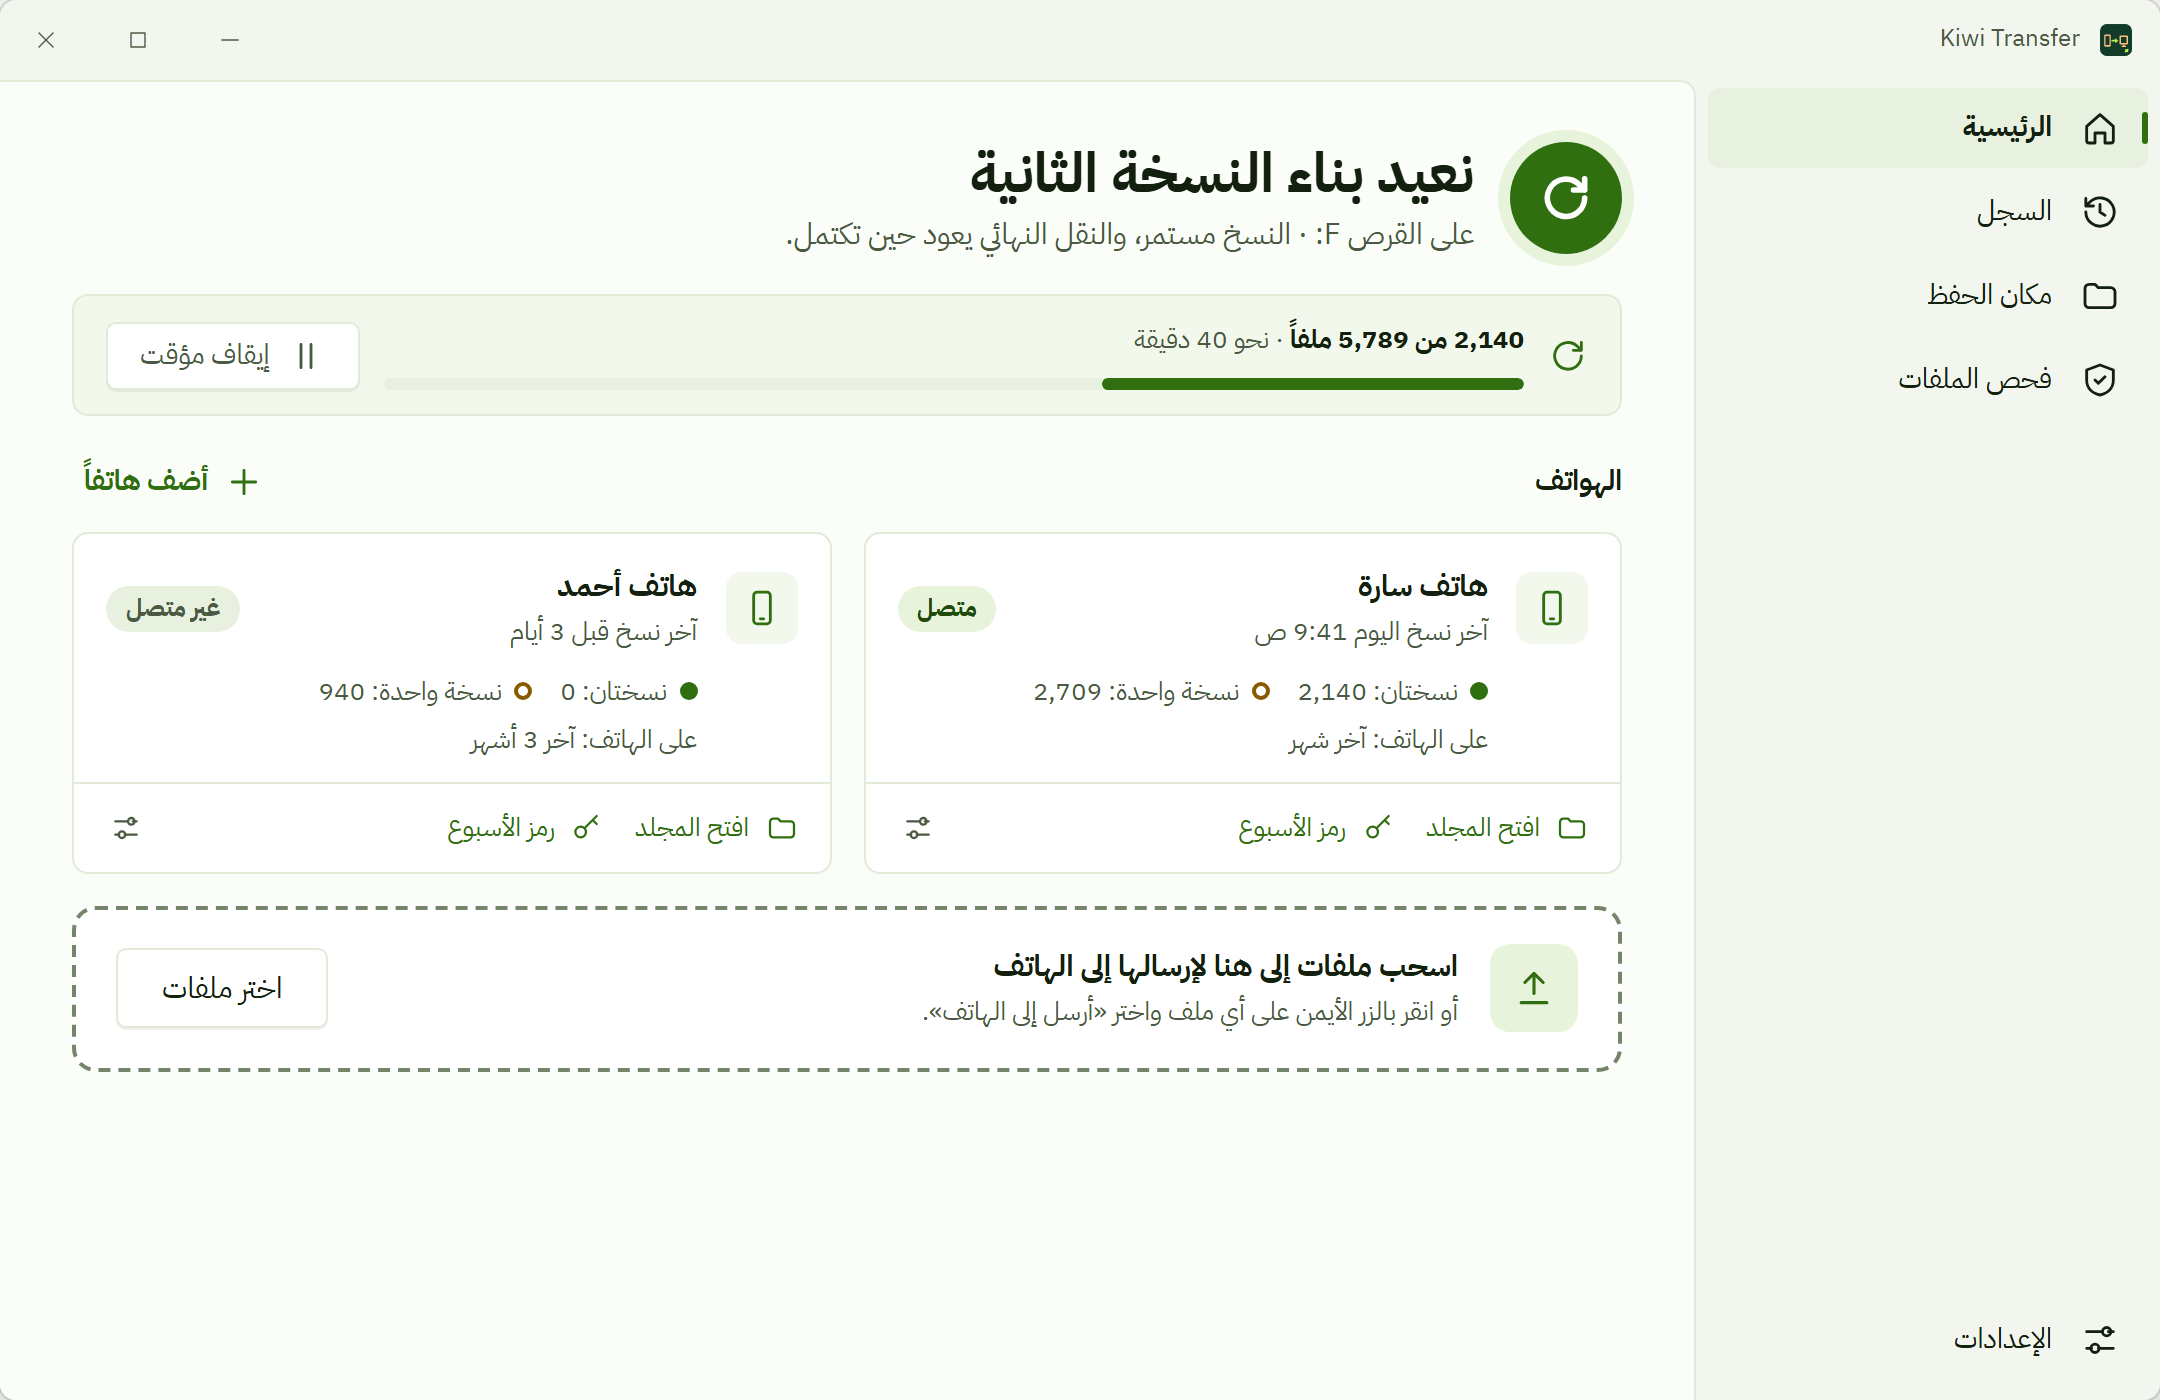 Kiwi Transfer
الرئيسية
السجل
مكان الحفظ
فحص الملفات
الإعدادات
نعيد بناء النسخة الثانية
على القرص F: · النسخ مستمر، والنقل النهائي يعود حين تكتمل.
2,140 من 5,789 ملفاً · نحو 40 دقيقة
إيقاف مؤقت
الهواتف
أضف هاتفاً
هاتف سارة
متصل
آخر نسخ اليوم 9:41 ص
نسختان: 2,140 نسخة واحدة: 2,709
على الهاتف: آخر شهر
افتح المجلد رمز الأسبوع
هاتف أحمد
غير متصل
آخر نسخ قبل 3 أيام
نسختان: 0 نسخة واحدة: 940
على الهاتف: آخر 3 أشهر
افتح المجلد رمز الأسبوع
اسحب ملفات إلى هنا لإرسالها إلى الهاتف
أو انقر بالزر الأيمن على أي ملف واختر «أرسل إلى الهاتف».
اختر ملفات